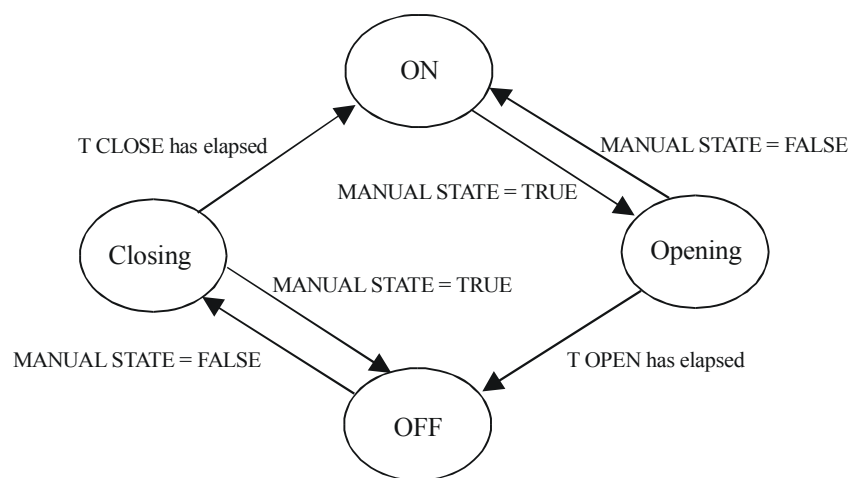 ON
T CLOSE has elapsed
MANUAL STATE = FALSE
MANUAL STATE = TRUE
Closing
Opening
MANUAL STATE = TRUE
MANUAL STATE = FALSE
T OPEN has elapsed
OFF